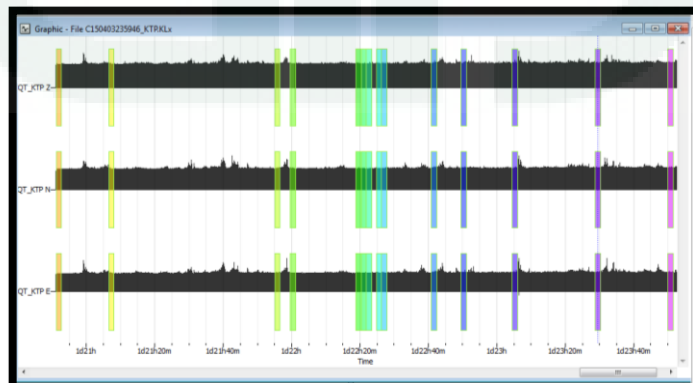 Graphic - File C150403235946_KTP.KLx
QT_KTP Z
QT_KTP N
QT_KTP E
1d21h 1d21h20m 1d21h40m 1d22h 1d22h20m 1d22h40m 1d23h 1d23h20m 1d23h40m
Time